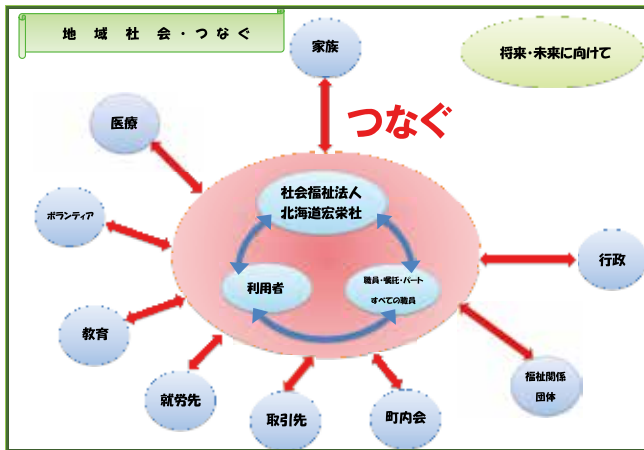 地域社会・つなぐ
家族
将来・未来に向けて
つなぐ
医療
社会福祉法人
北海道宏栄社
ボランティア
行政
利用者
職員・嘱託・パート
すべての職員
教育
福祉関係
団体
就労先
取引先
町内会